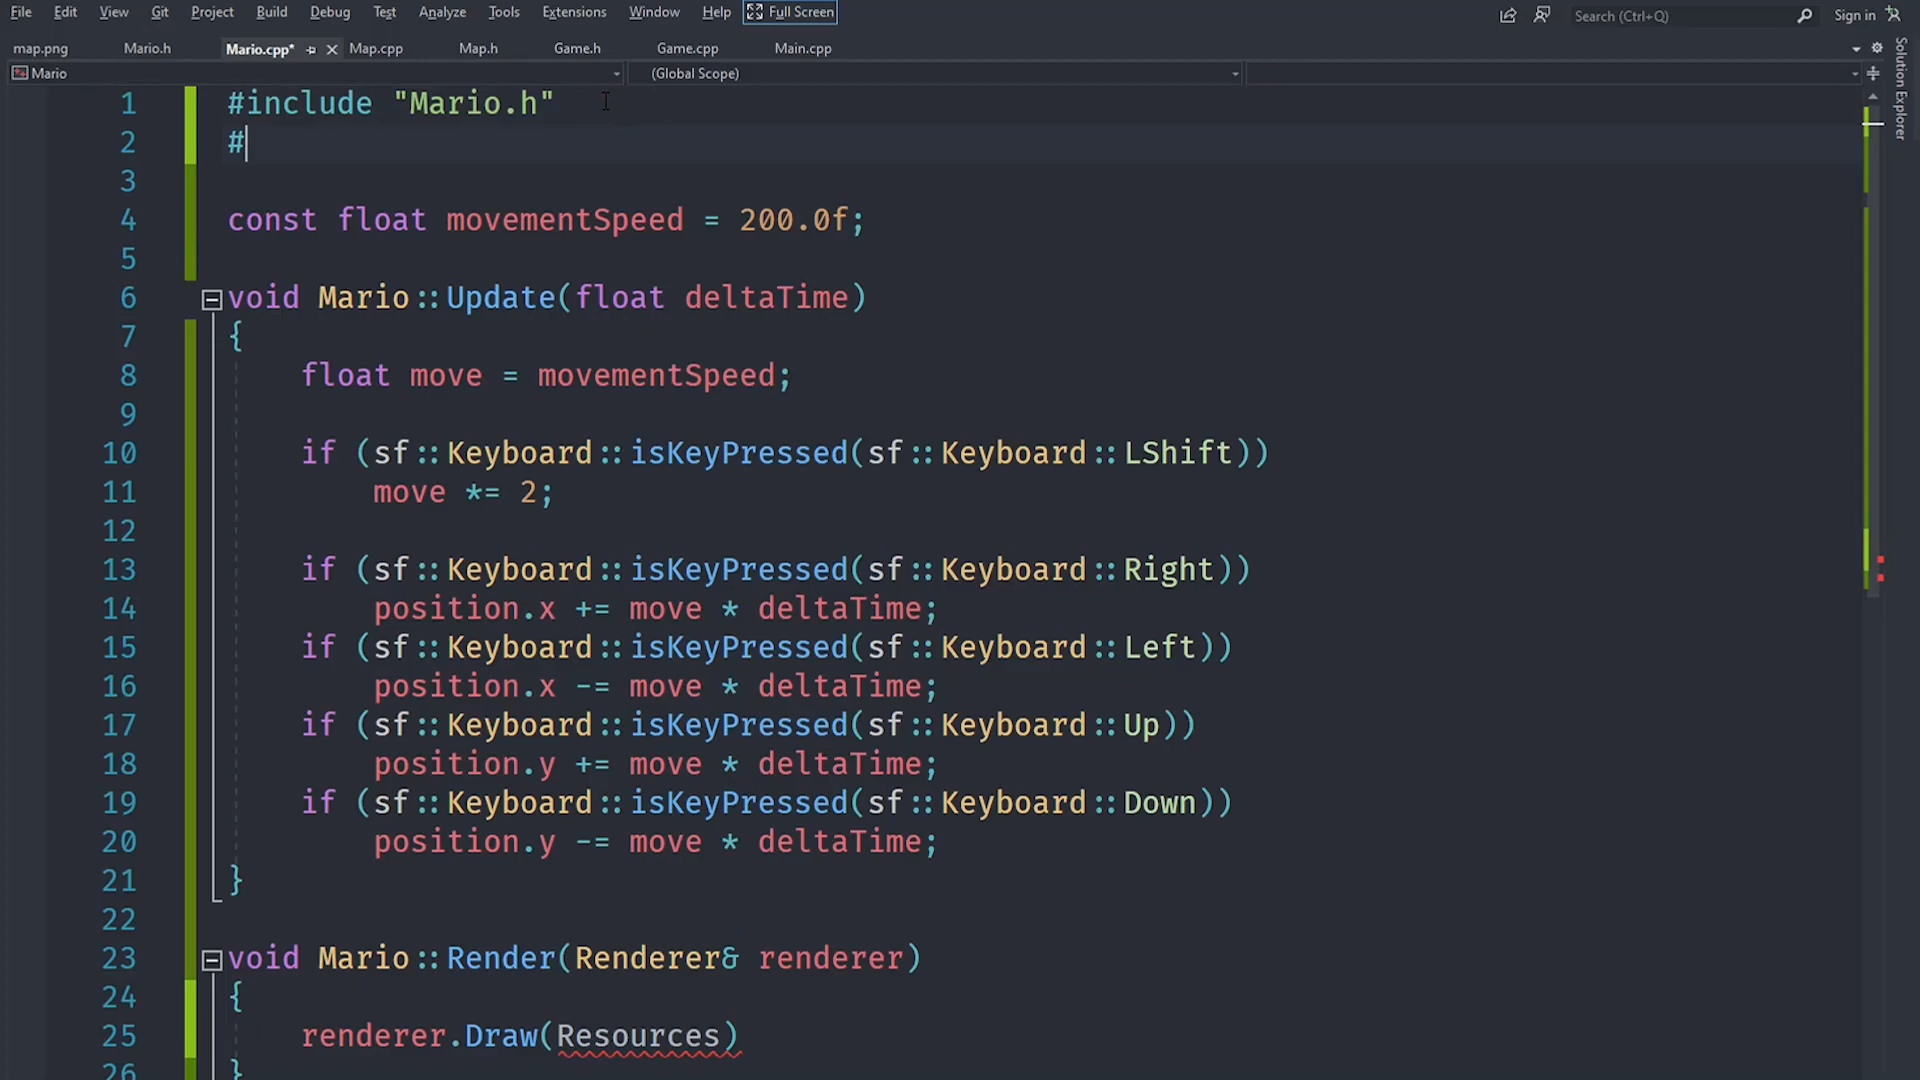 File Edit View Git Project Build Debug Test Analyze Tools Extensions Window Help Full Screen Search (Ctrl+Q) Sign in
map.png Mario.h Mario.cpp* Map.cpp Map.h Game.h Game.cpp Main.cpp
Mario (Global Scope)
Solution Explorer
1 #include "Mario.h"
2 #
3
4 const float movementSpeed = 200.0f;
5
6 void Mario::Update(float deltaTime)
7 {
8 float move = movementSpeed;
9
10 if (sf::Keyboard::isKeyPressed(sf::Keyboard::LShift))
11 move *= 2;
12
13 if (sf::Keyboard::isKeyPressed(sf::Keyboard::Right))
14 position.x += move * deltaTime;
15 if (sf::Keyboard::isKeyPressed(sf::Keyboard::Left))
16 position.x -= move * deltaTime;
17 if (sf::Keyboard::isKeyPressed(sf::Keyboard::Up))
18 position.y += move * deltaTime;
19 if (sf::Keyboard::isKeyPressed(sf::Keyboard::Down))
20 position.y -= move * deltaTime;
21 }
22
23 void Mario::Render(Renderer& renderer)
24 {
25 renderer.Draw(Resources)
26 }